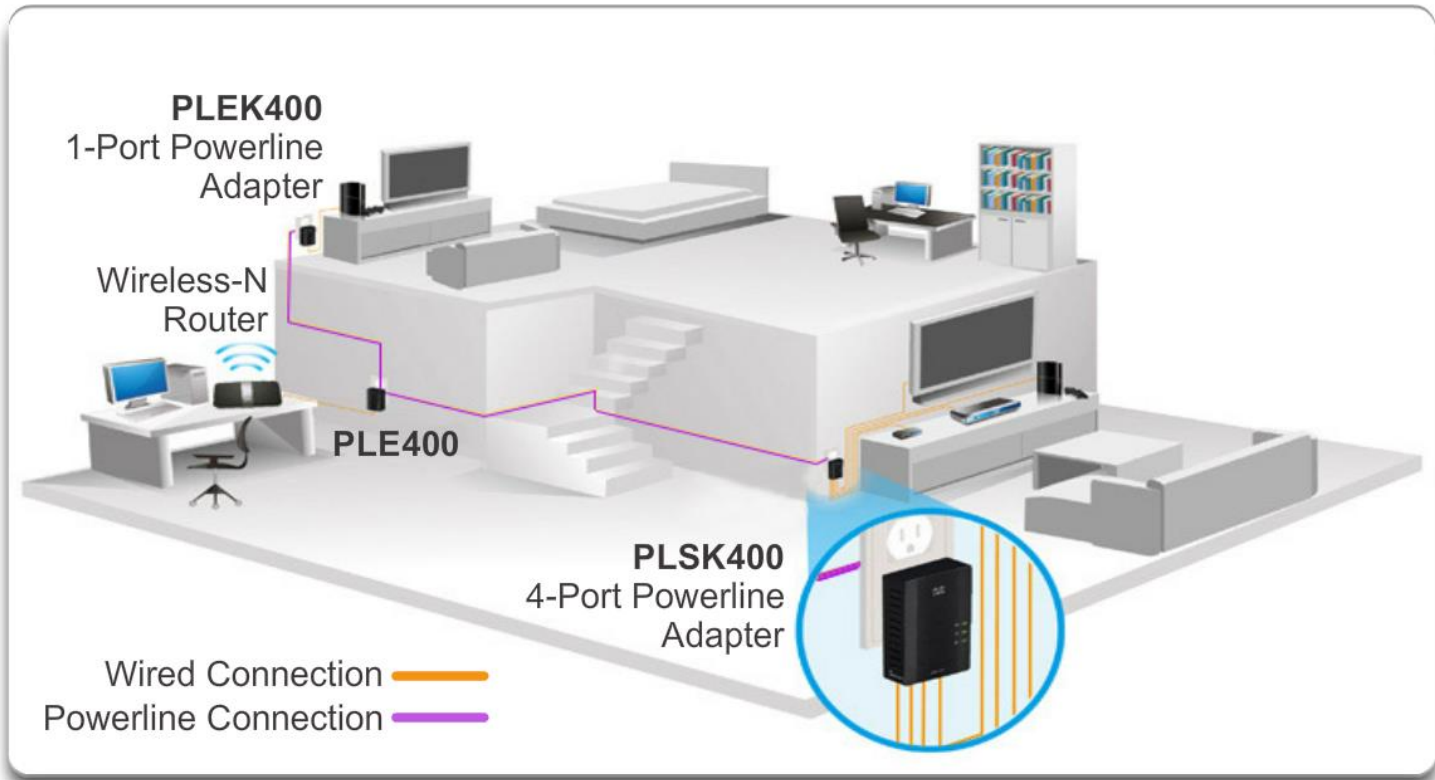 PLEK400
1-Port Powerline
Adapter
Wireless-N
Router
PLE400
PLSK400
4-Port Powerline
Adapter
Wired Connection
Powerline Connection